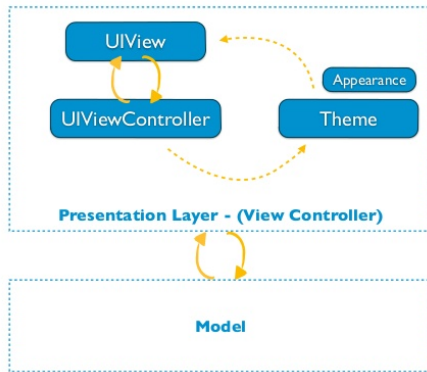 UIView
Appearance
UIViewController
Theme
Presentation Layer - (View Controller)
Model